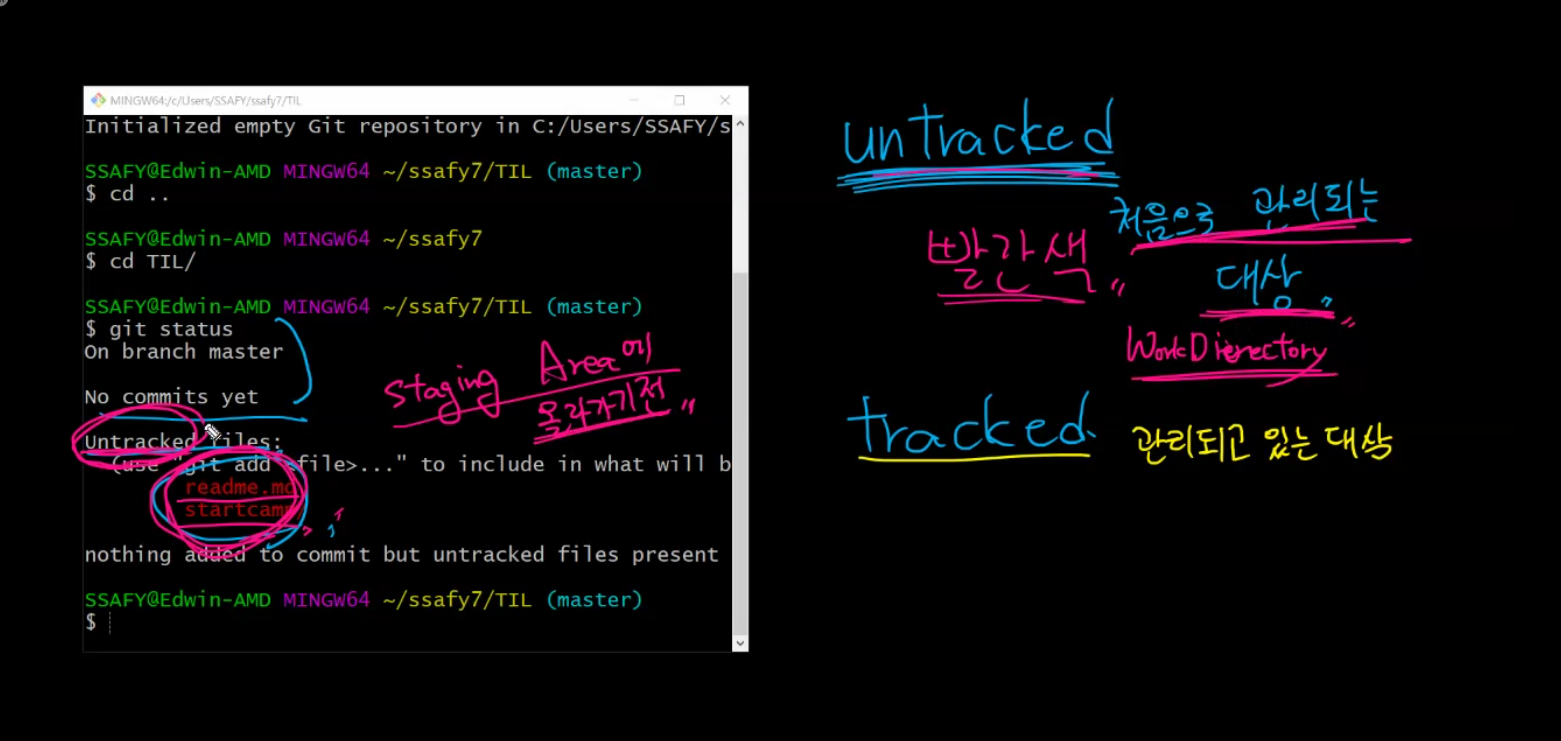 MINGW64:/c/Users/SSAFY/ssafy7/TIL
Initialized empty Git repository in C:/Users/SSAFY/s
SSAFY@Edwin-AMD MINGW64 ~/ssafy7/TIL (master)
$ cd ..
SSAFY@Edwin-AMD MINGW64 ~/ssafy7
$ cd TIL/
SSAFY@Edwin-AMD MINGW64 ~/ssafy7/TIL (master)
$ git status
On branch master
No commits yet
Untracked files:
(use "git add <file>..." to include in what will b
readme.md
startcamp/
nothing added to commit but untracked files present
SSAFY@Edwin-AMD MINGW64 ~/ssafy7/TIL (master)
$
Staging Area에
올라가기전
untracked
처음으로 관리되는
빨간색
대상
WorkDirectory
tracked.
관리되고 있는 대상